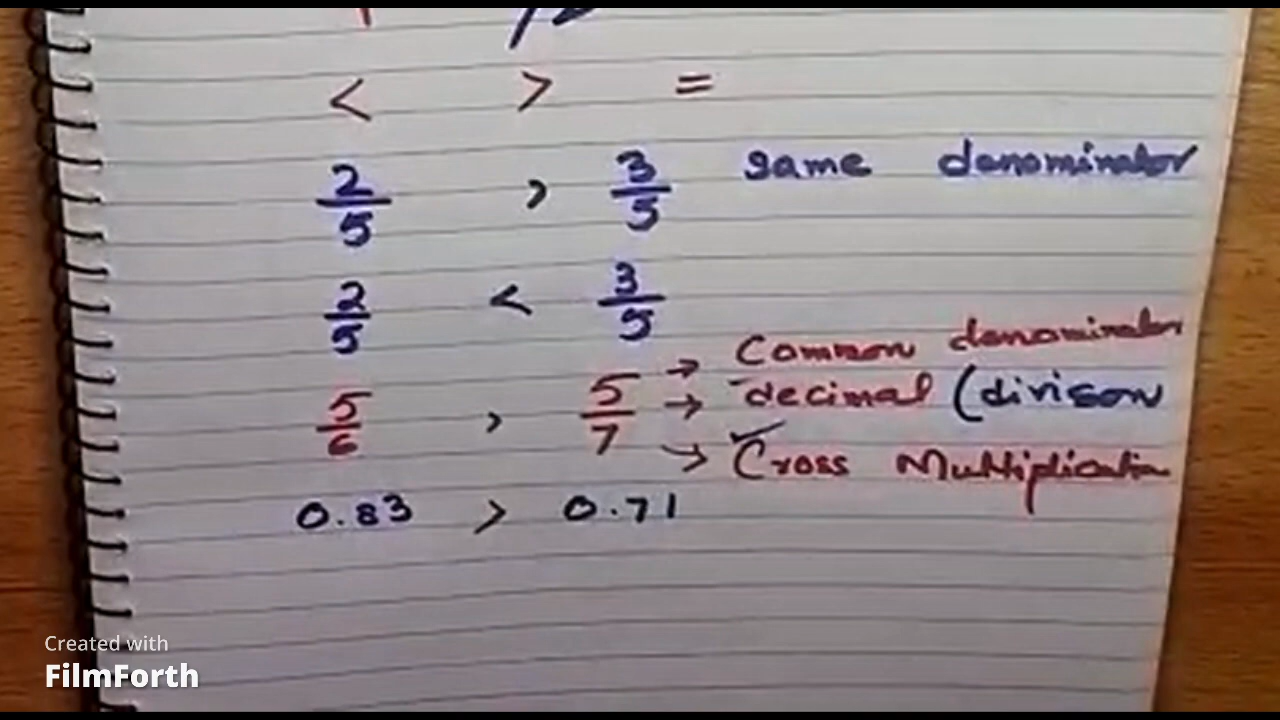 < > =
2/5 > 3/5 same denominator
2/5 < 3/5
5/6 > 5/7 → Common denominator
→ decimal (divison
→ Cross Multiplication
0.83 > 0.71
Created with
FilmForth